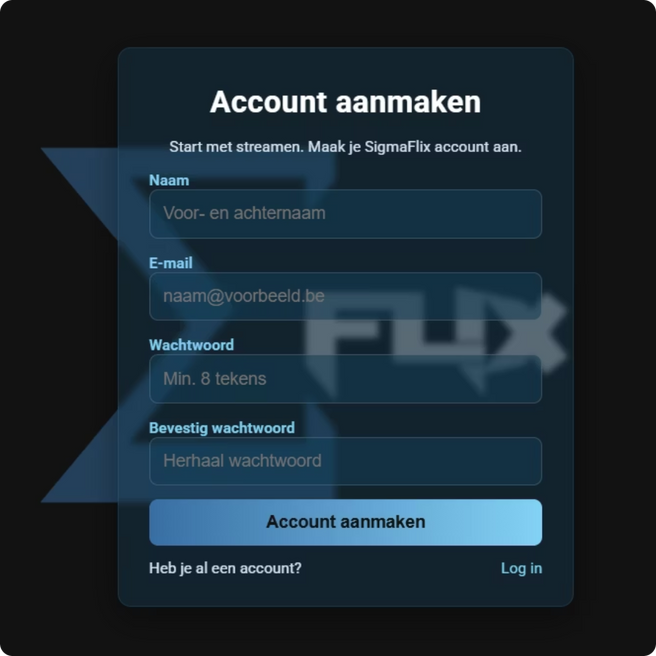 Account aanmaken
Start met streamen. Maak je SigmaFlix account aan.
Naam
Voor- en achternaam
E-mail
naam@voorbeeld.be
FLIX
Wachtwoord
Min. 8 tekens
Bevestig wachtwoord
Herhaal wachtwoord
Account aanmaken
Heb je al een account? Log in